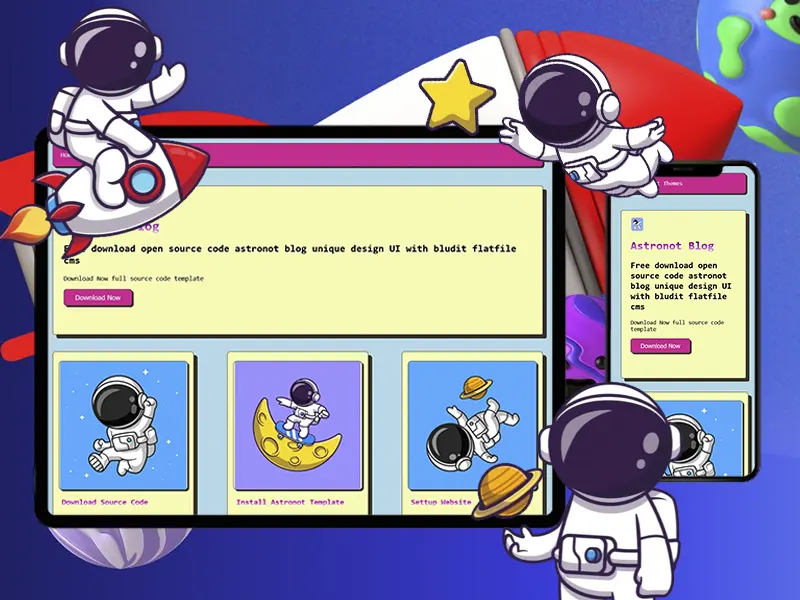 log
Free download open source code astronot blog unique design UI with bludit flatfile
cms
Download Now full source code template
Download Now
Download Source Code
Install Astronot Template
Settup Website
Themes
Astronot Blog
Free download open
source code astronot
blog unique design UI
with bludit flatfile
cms
Download Now full source code
template
Download Now